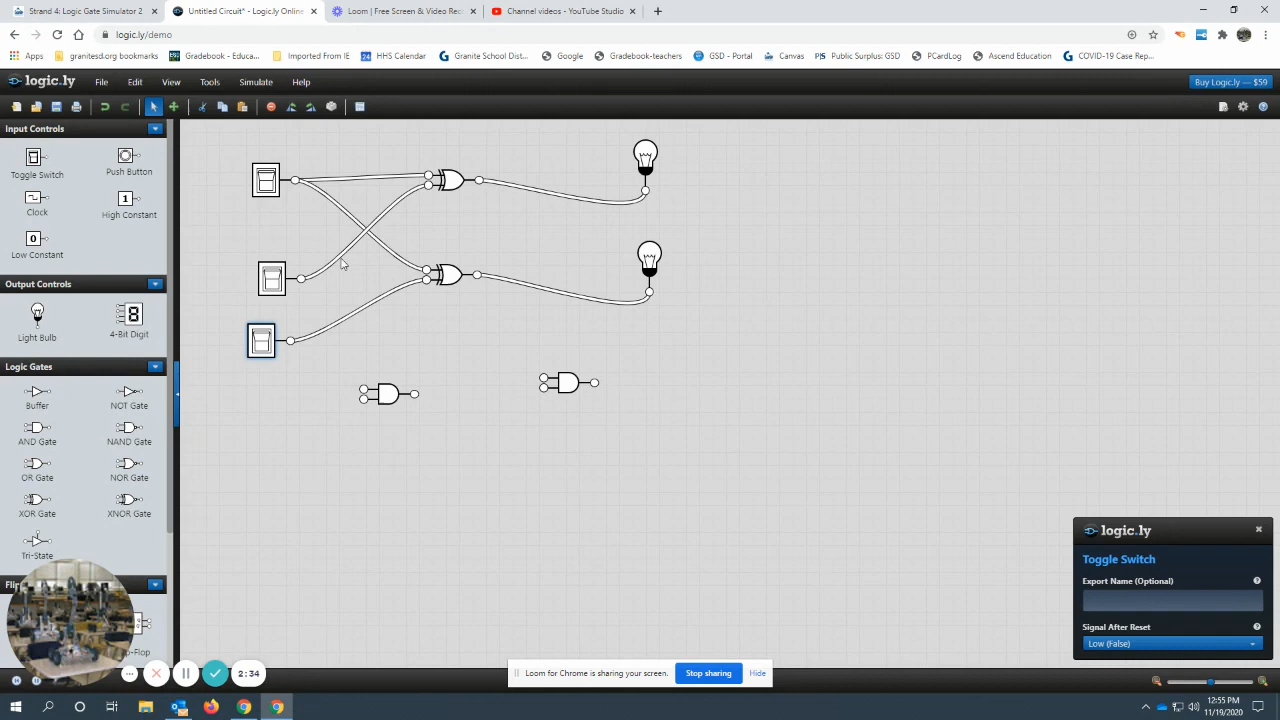 Strand 4: Logic Gate Simulator 2
Untitled Circuit* - Logic.ly Online
Loom | Free Screen & Video Rec
Channel videos - YouTube Studio
logic.ly/demo
Apps
granitesd.org Bookm...
Gradebook - Educa...
Imported From IE
HHS Calendar
Granite School Dist...
Google
Gradebook-teachers
GSD - Portal
Canvas
Public Surplus: GSD
PCardLog
Ascend Education
COVID-19 Case Rep...
logic.ly
File
Edit
View
Tools
Simulate
Help
Buy Logic.ly — $59
Input Controls
Toggle Switch
Push Button
Clock
High Constant
Low Constant
Output Controls
Light Bulb
4-Bit Digit
Logic Gates
Buffer
NOT Gate
AND Gate
NAND Gate
OR Gate
NOR Gate
XOR Gate
XNOR Gate
Tri-State
logic.ly
Toggle Switch
Export Name (Optional)
Signal After Reset
Low (False)
2:34
Loom for Chrome is sharing your screen.
Stop sharing
Hide
12:55 PM
11/19/2020